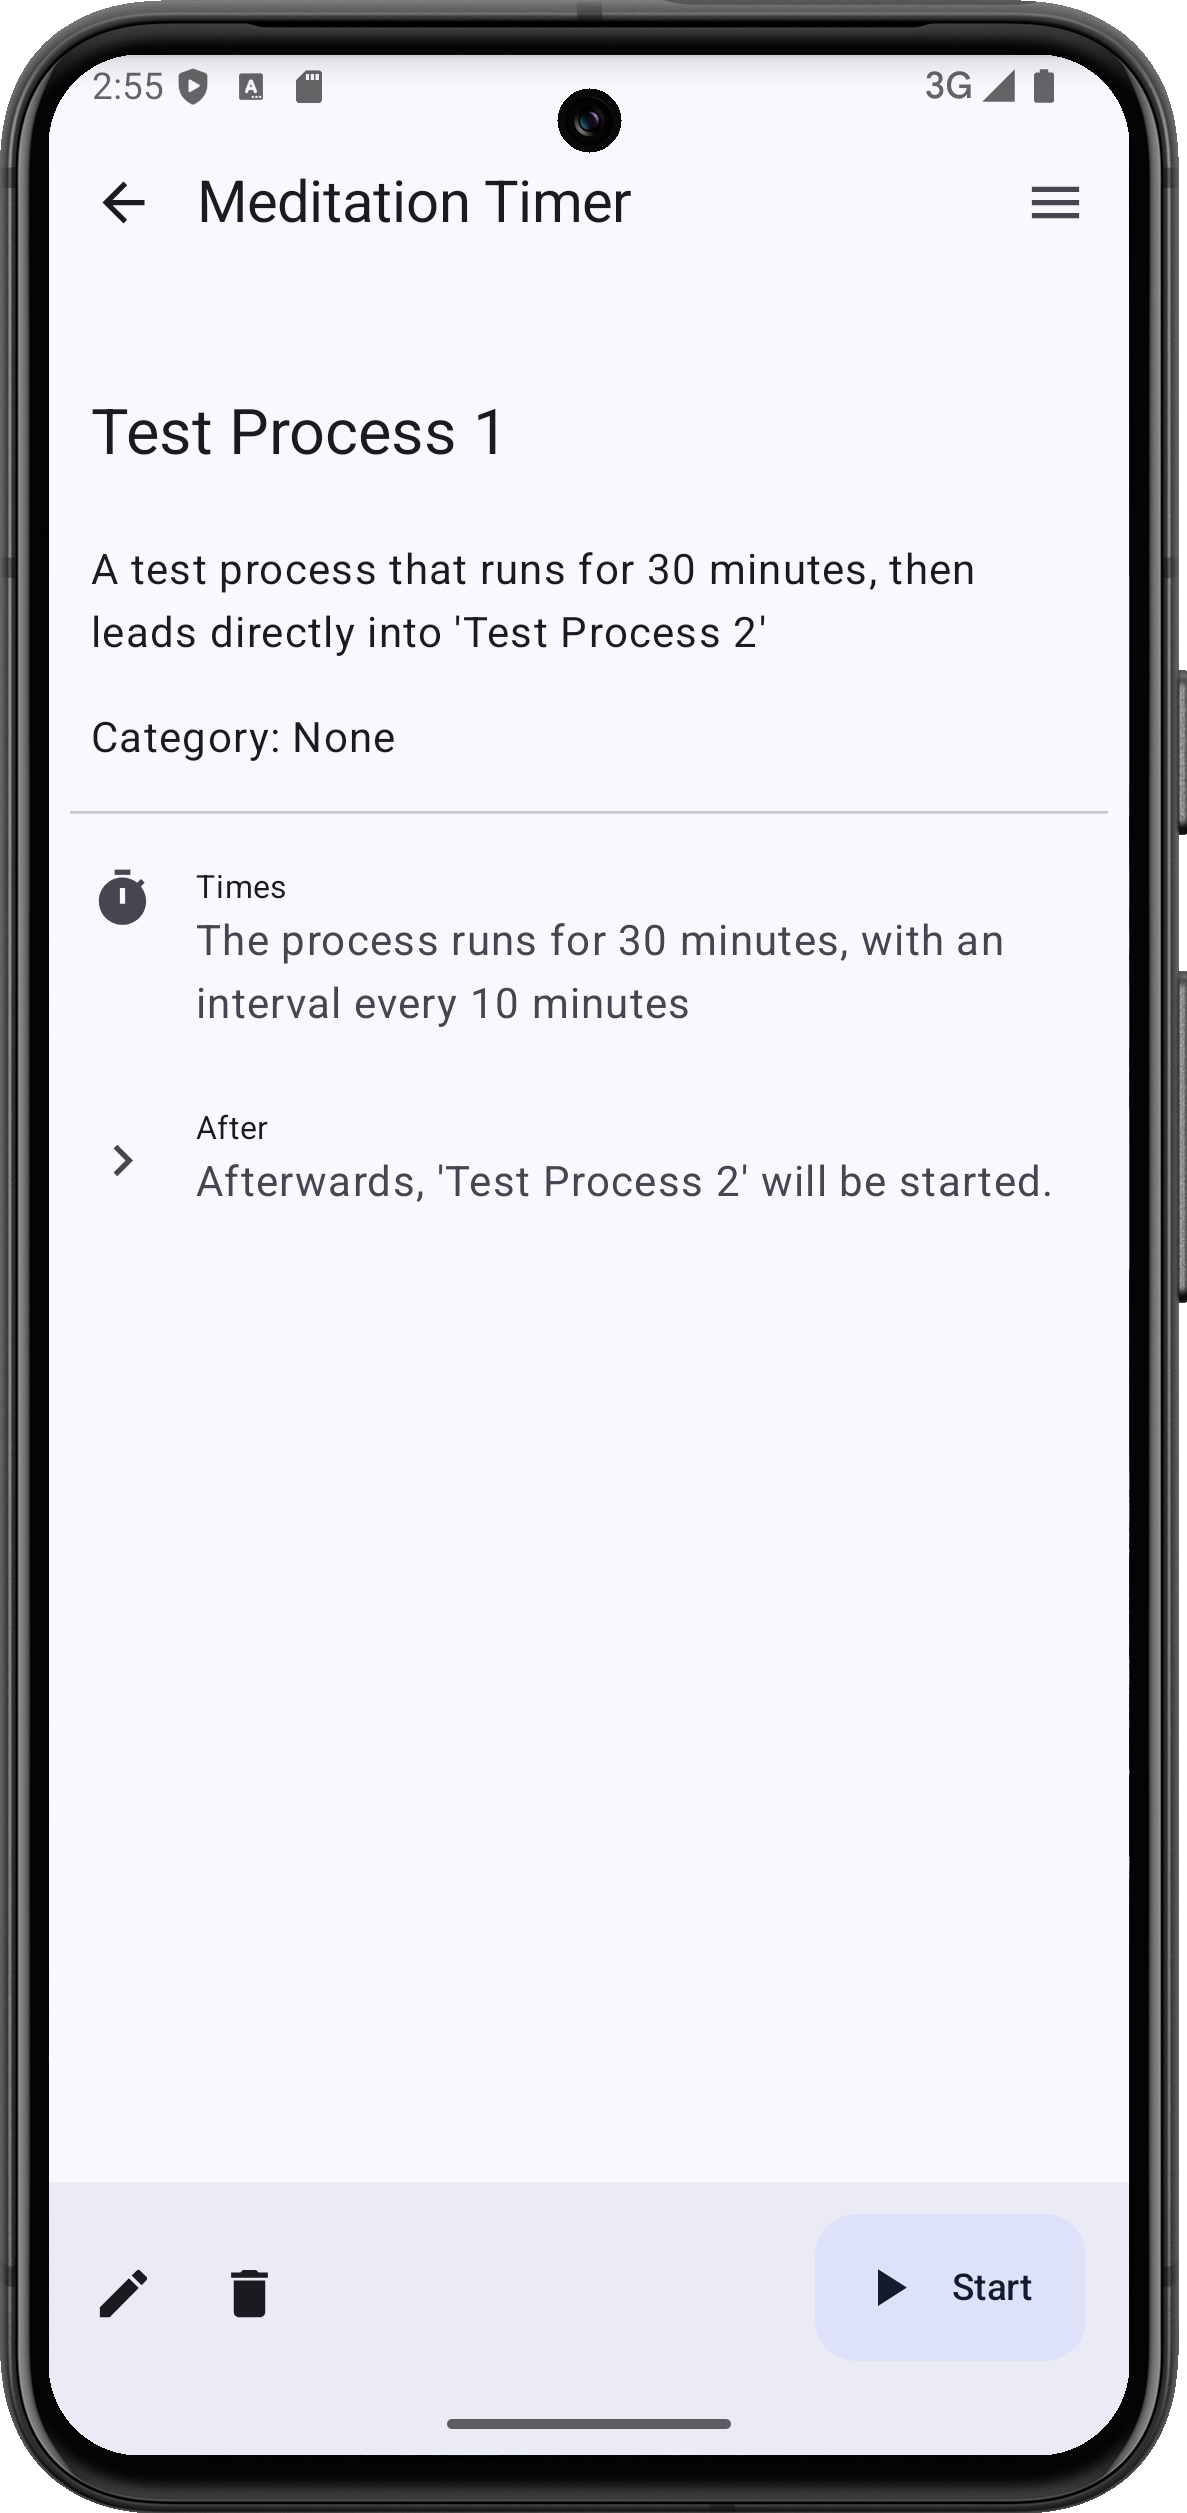 2:55
3G
Meditation Timer
Test Process 1
A test process that runs for 30 minutes, then
leads directly into 'Test Process 2'
Category: None
Times
The process runs for 30 minutes, with an
interval every 10 minutes
After
Afterwards, 'Test Process 2' will be started.
Start